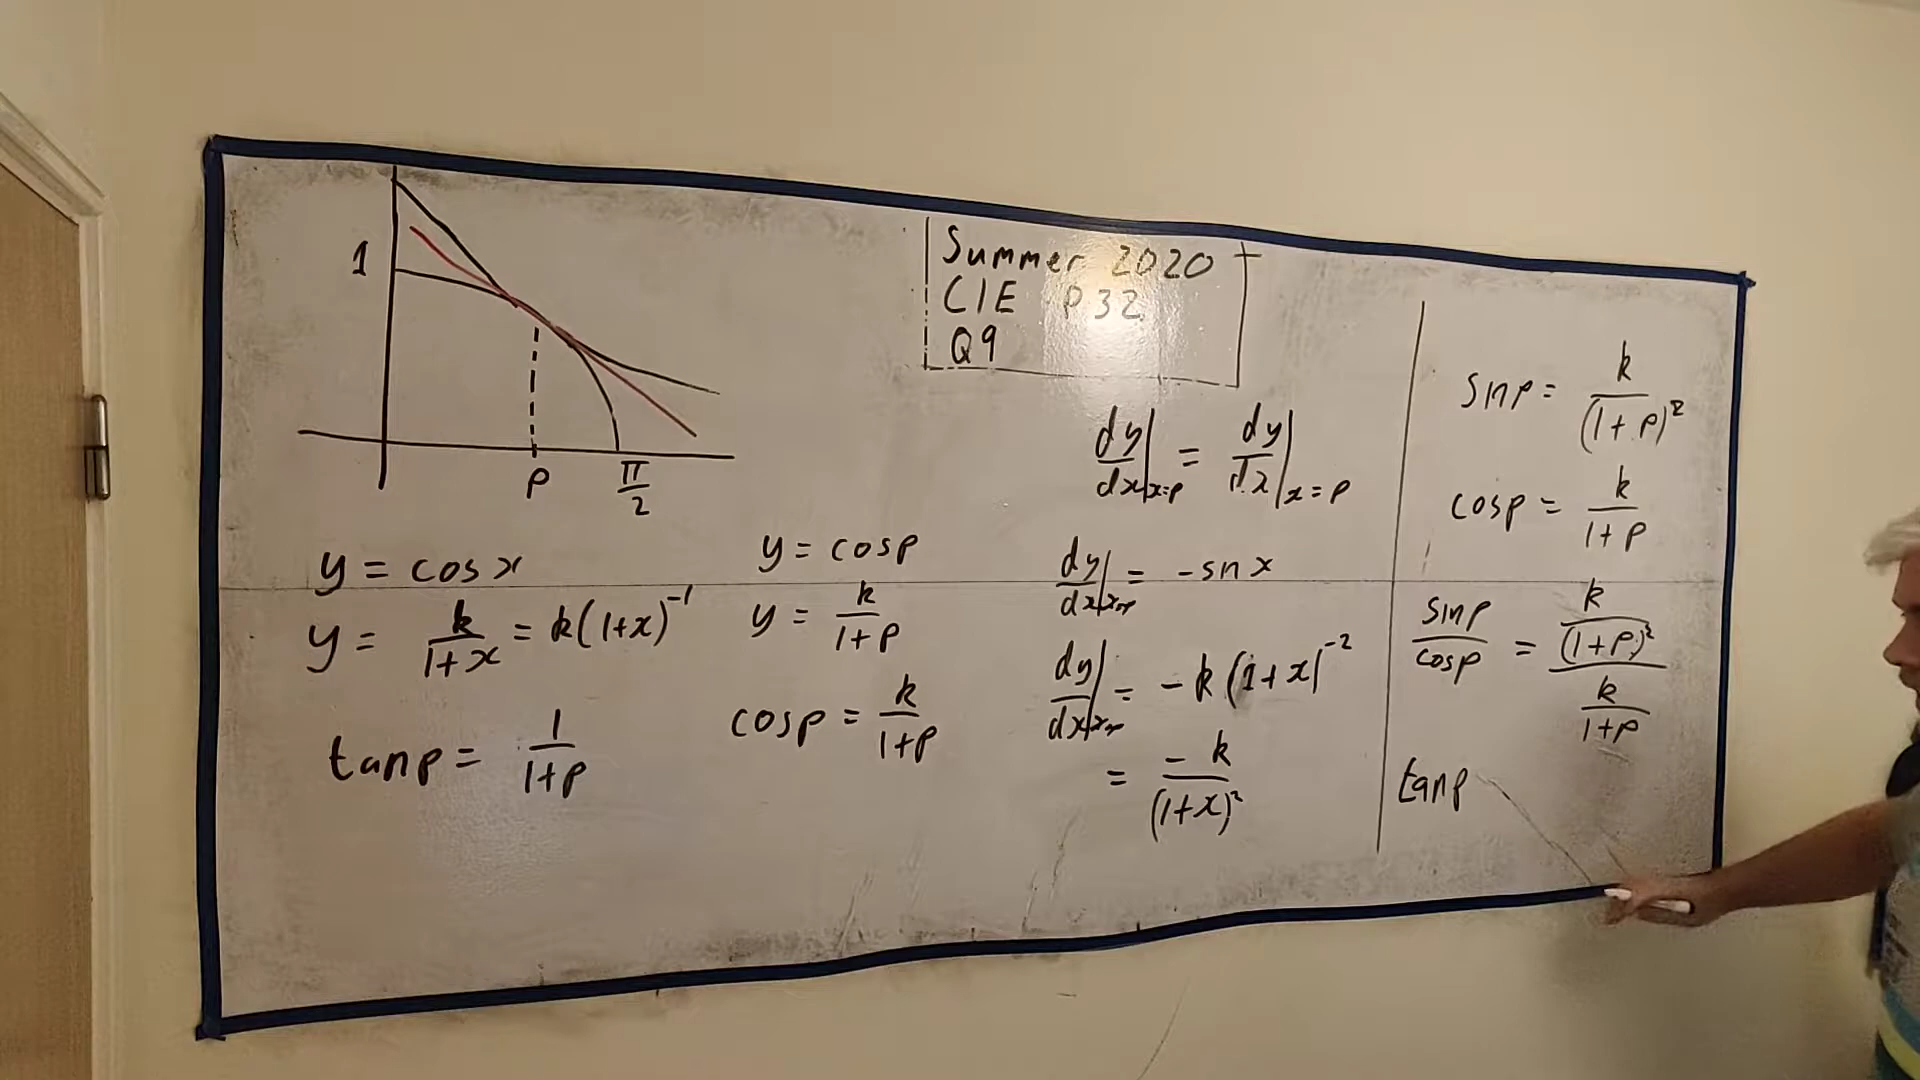 1
p
π/2
Summer 2020
CIE P32
Q9
y = cos x
y = k/(1+x) = k(1+x)^-1
tanp = 1/(1+p)
y = cosp
y = k/(1+p)
cosp = k/(1+p)
dy/dx|x=p = dy/dx|x=p
dy/dx|x=p = -sn x
dy/dx|x=p = -k(1+x)^-2
= -k/(1+x)²
snp = k/(1+p)²
cosp = k/(1+p)
sinp/cosp = (k/(1+p)²)/(k/(1+p))
tanp